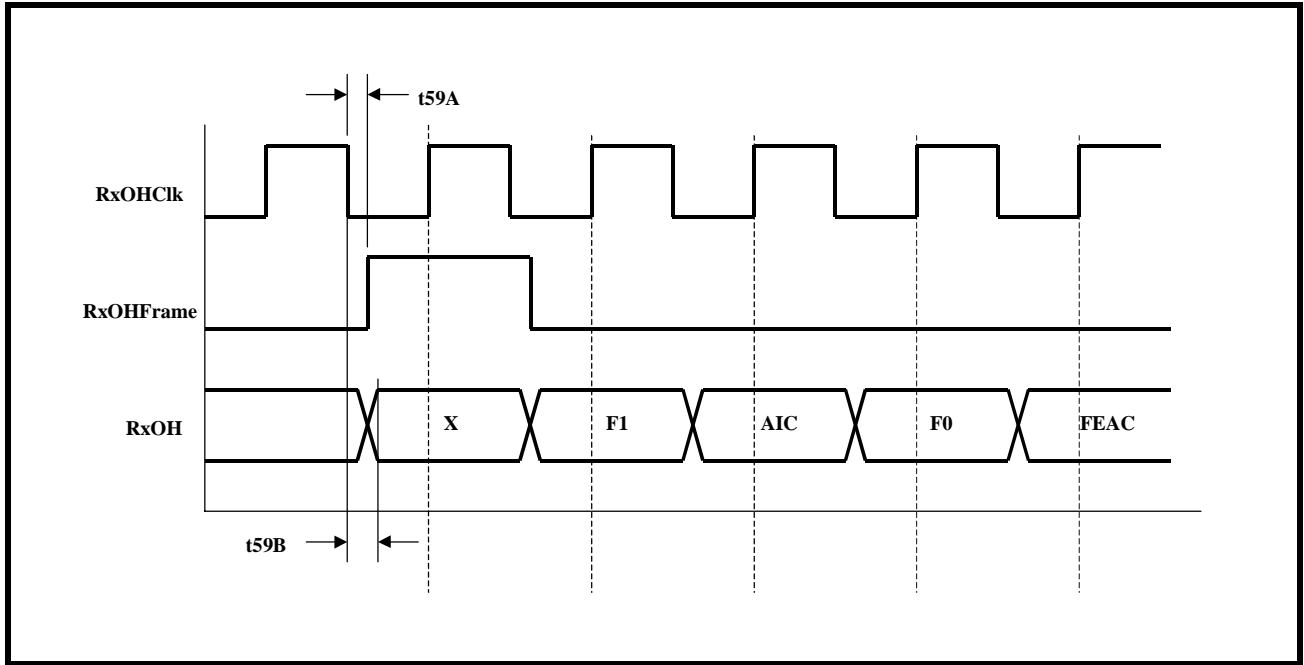 t59A
RxOHClk
RxOHFrame
RxOH
X
F1
AIC
F0
FEAC
t59B